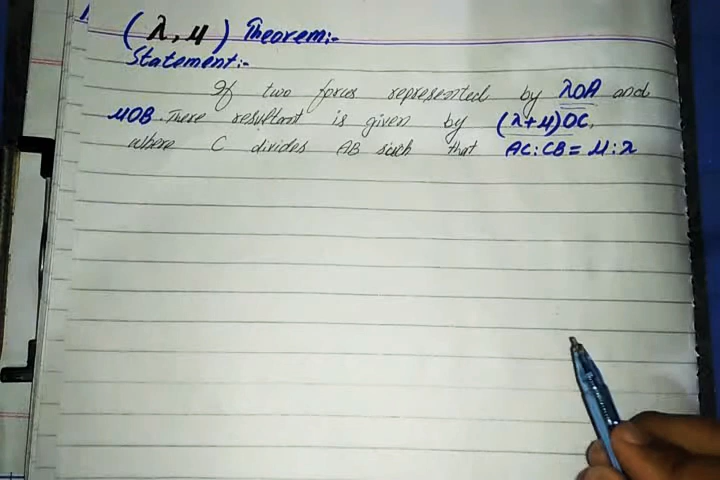 (λ, μ) Theorem:-
Statement:-
If two forces represented by λOA and
μOB. There resultant is given by (λ+μ)OC,
where C divides AB such that AC:CB = μ:λ